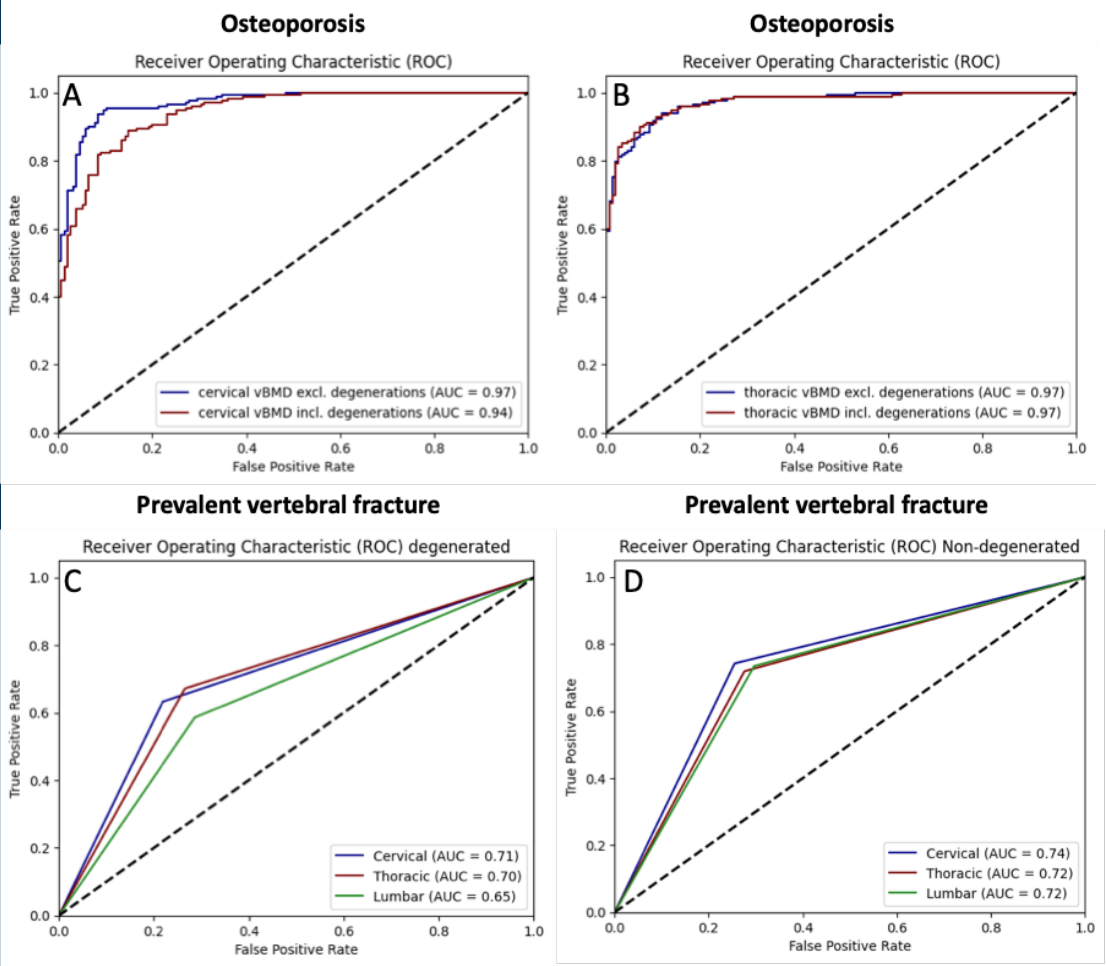 Osteoporosis
Receiver Operating Characteristic (ROC)
A
1.0
0.8
0.6
0.4
0.2
0.0
True Positive Rate
cervical vBMD excl. degenerations (AUC = 0.97)
cervical vBMD incl. degenerations (AUC = 0.94)
0.0 0.2 0.4 0.6 0.8 1.0
False Positive Rate
Osteoporosis
Receiver Operating Characteristic (ROC)
B
1.0
0.8
0.6
0.4
0.2
0.0
True Positive Rate
thoracic vBMD excl. degenerations (AUC = 0.97)
thoracic vBMD incl. degenerations (AUC = 0.97)
0.0 0.2 0.4 0.6 0.8 1.0
False Positive Rate
Prevalent vertebral fracture
Receiver Operating Characteristic (ROC) degenerated
C
1.0
0.8
0.6
0.4
0.2
0.0
True Positive Rate
Cervical (AUC = 0.71)
Thoracic (AUC = 0.70)
Lumbar (AUC = 0.65)
0.0 0.2 0.4 0.6 0.8 1.0
False Positive Rate
Prevalent vertebral fracture
Receiver Operating Characteristic (ROC) Non-degenerated
D
1.0
0.8
0.6
0.4
0.2
0.0
True Positive Rate
Cervical (AUC = 0.74)
Thoracic (AUC = 0.72)
Lumbar (AUC = 0.72)
0.0 0.2 0.4 0.6 0.8 1.0
False Positive Rate